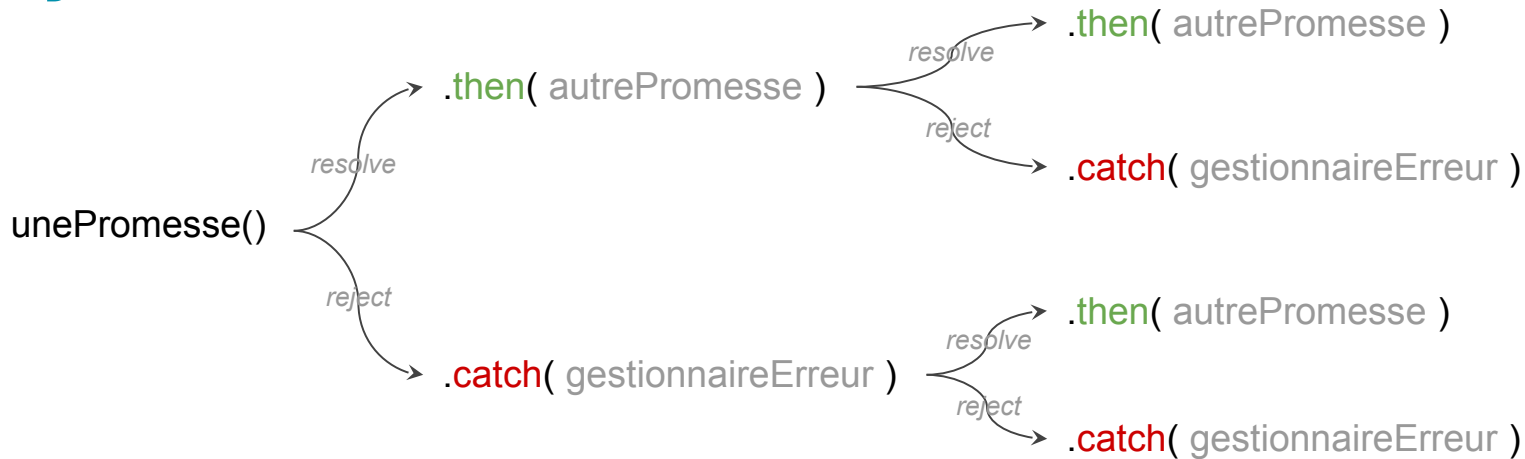 .then( autrePromesse )
resolve
.then( autrePromesse )
reject
resolve
.catch( gestionnaireErreur )
unePromesse()
reject
.then( autrePromesse )
resolve
.catch( gestionnaireErreur )
reject
.catch( gestionnaireErreur )